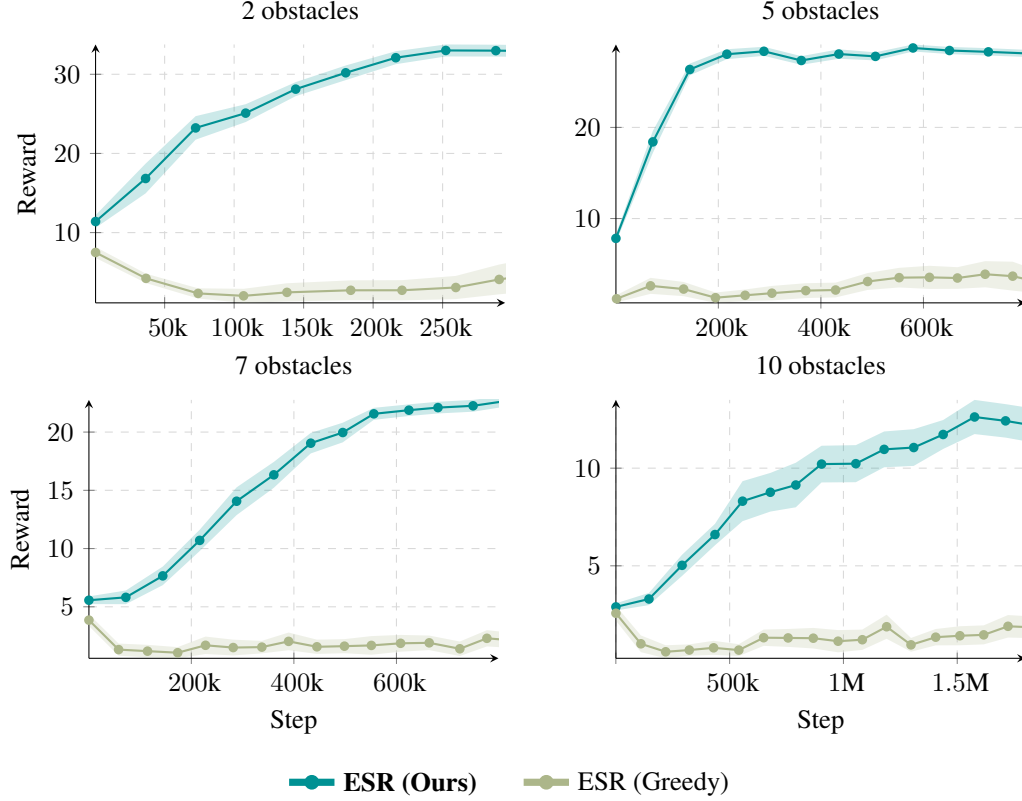 2 obstacles
5 obstacles
30
20
10
Reward
50k 100k 150k 200k 250k
20
10
200k 400k 600k
7 obstacles
10 obstacles
20
15
10
5
Reward
200k 400k 600k
Step
10
5
500k 1M 1.5M
Step
ESR (Ours) ESR (Greedy)